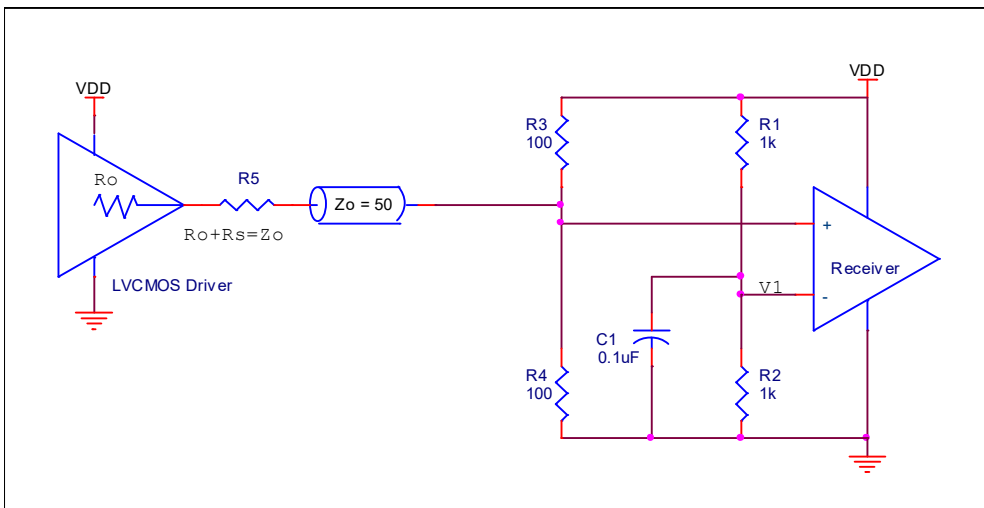 VDD
Ro
R5
Zo = 50
Ro+Rs=Zo
LVCMOS Driver
VDD
R3
100
R1
1k
+
Receiver
V1
-
C1
0.1uF
R4
100
R2
1k